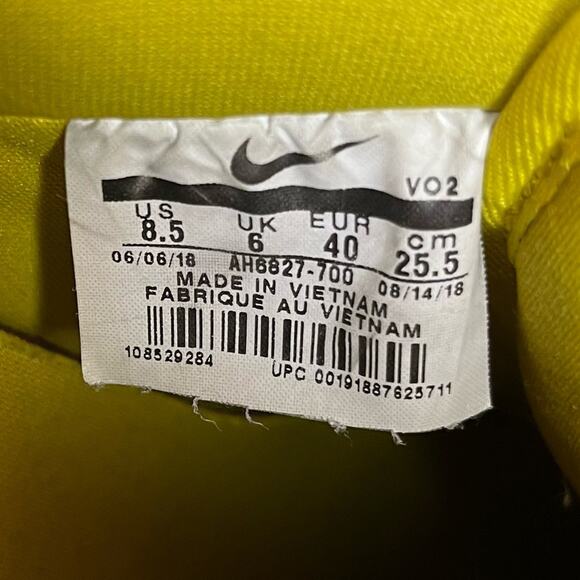 VO2
US UK EUR cm
8.5 6 40 25.5
06/06/18 AH6827-700 08/14/18
MADE IN VIETNAM
FABRIQUE AU VIETNAM
108529284 UPC 00191887625711